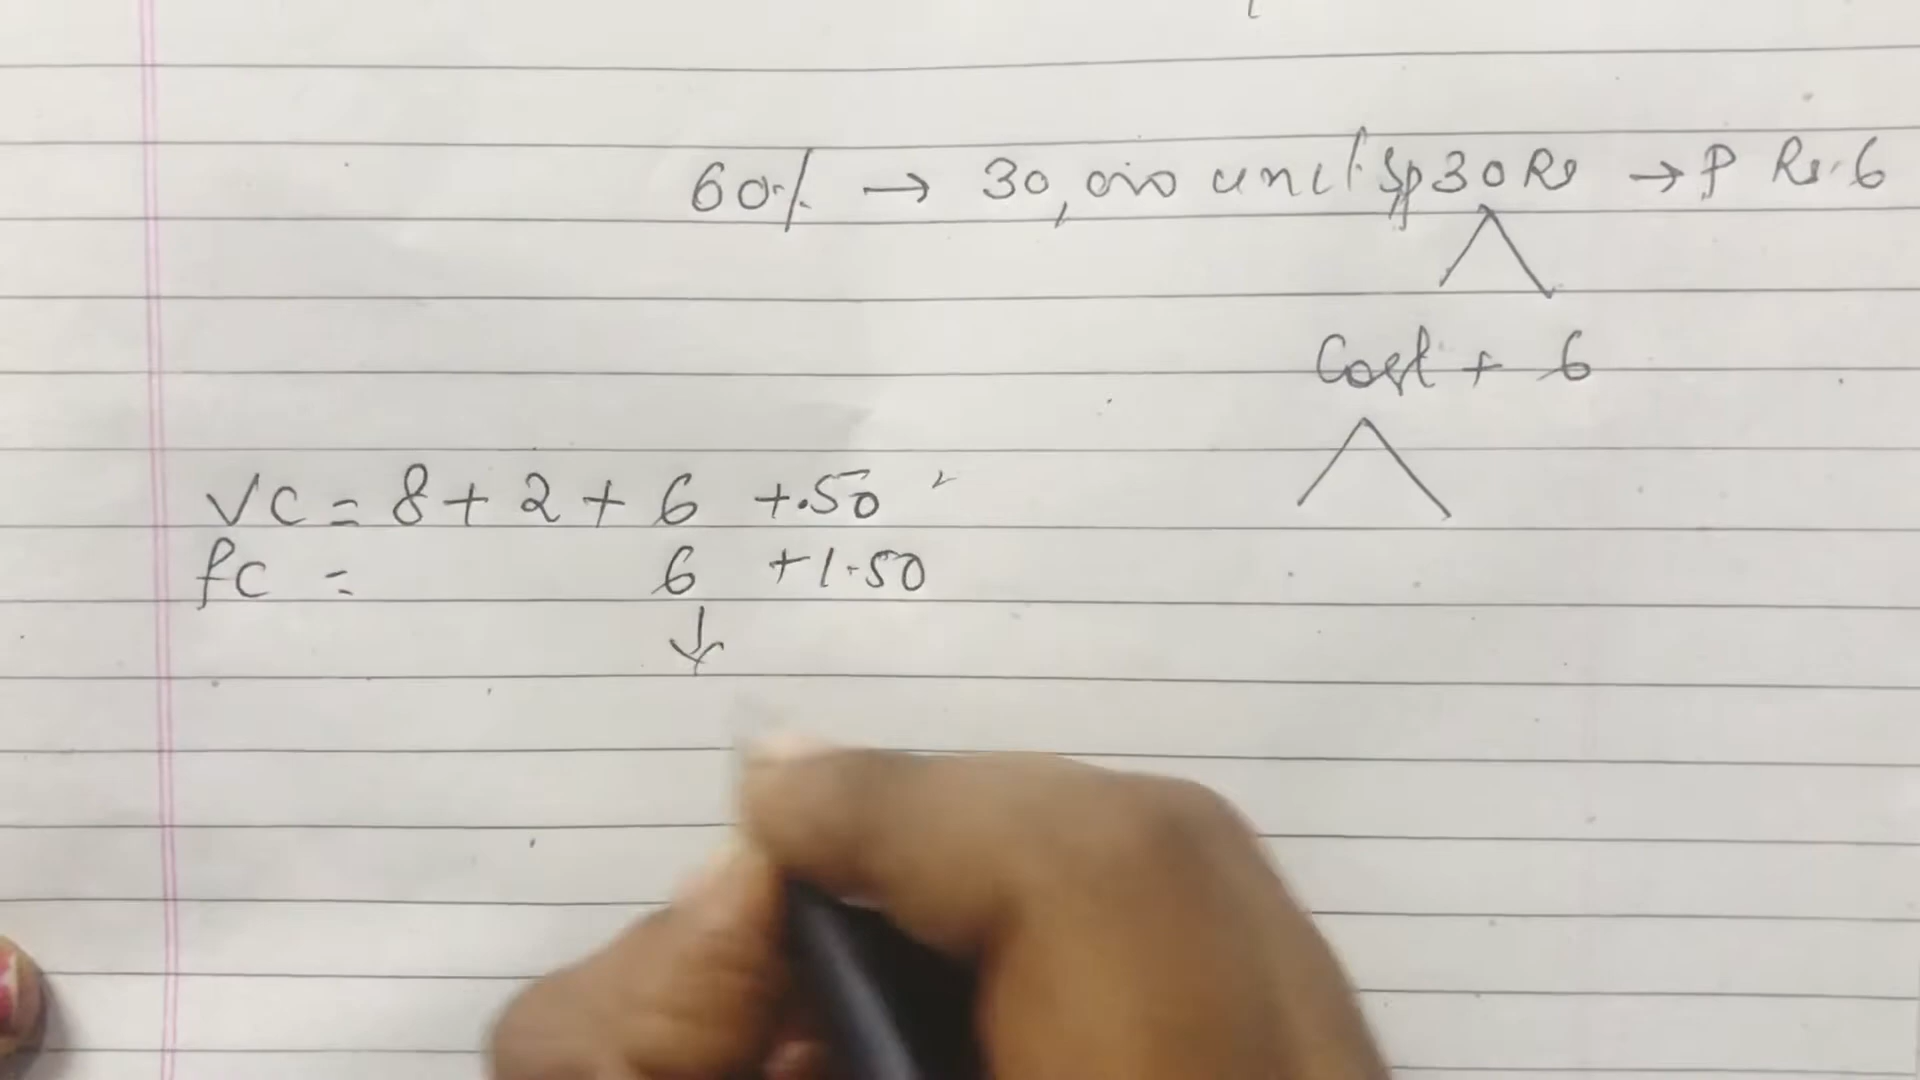 60% → 30,000 unit Sp 30 Rs → P Rs. 6
Cost + 6
VC = 8 + 2 + 6 + .50
fC = 6 + 1.50